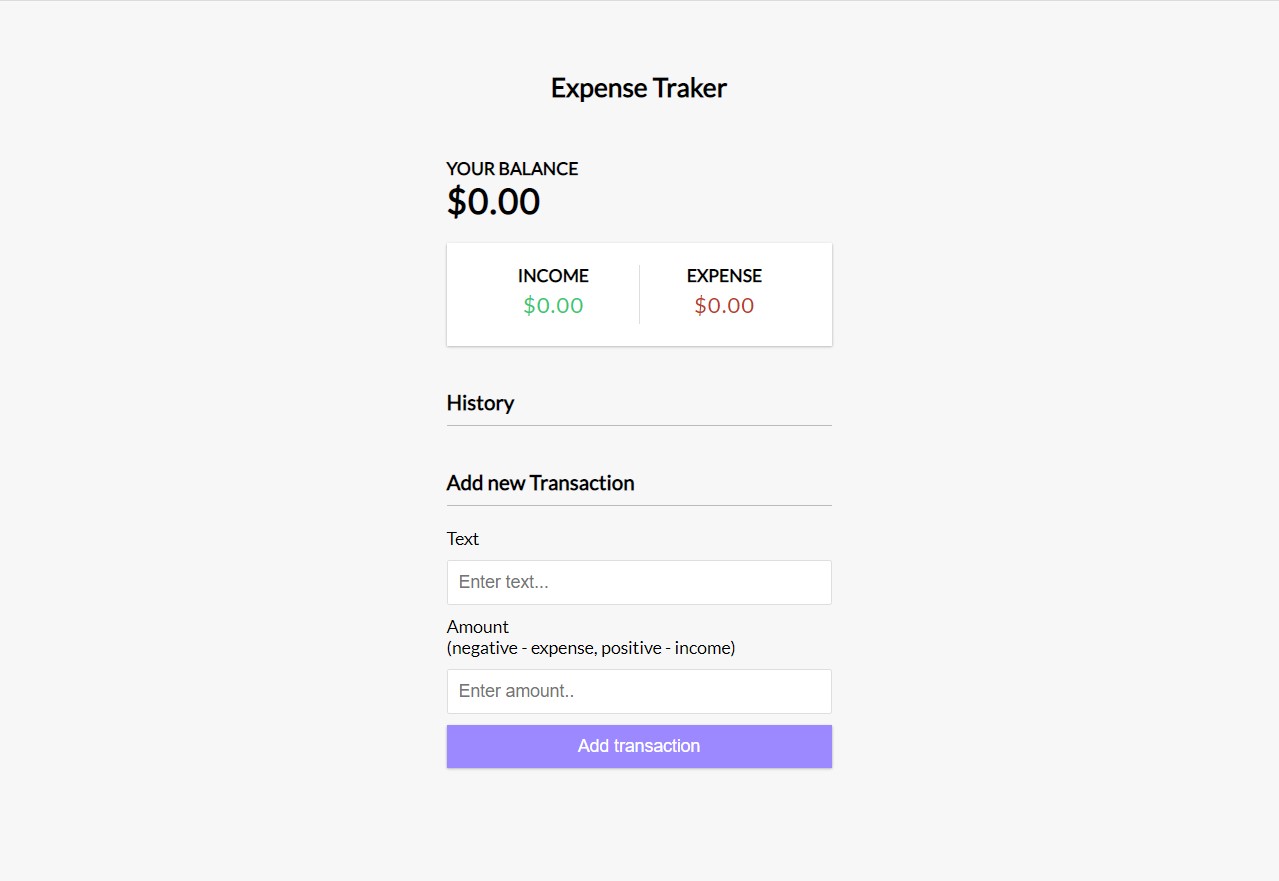 Expense Traker
YOUR BALANCE
$0.00
INCOME
EXPENSE
$0.00
$0.00
History
Add new Transaction
Text
Enter text...
Amount
(negative - expense, positive - income)
Enter amount..
Add transaction